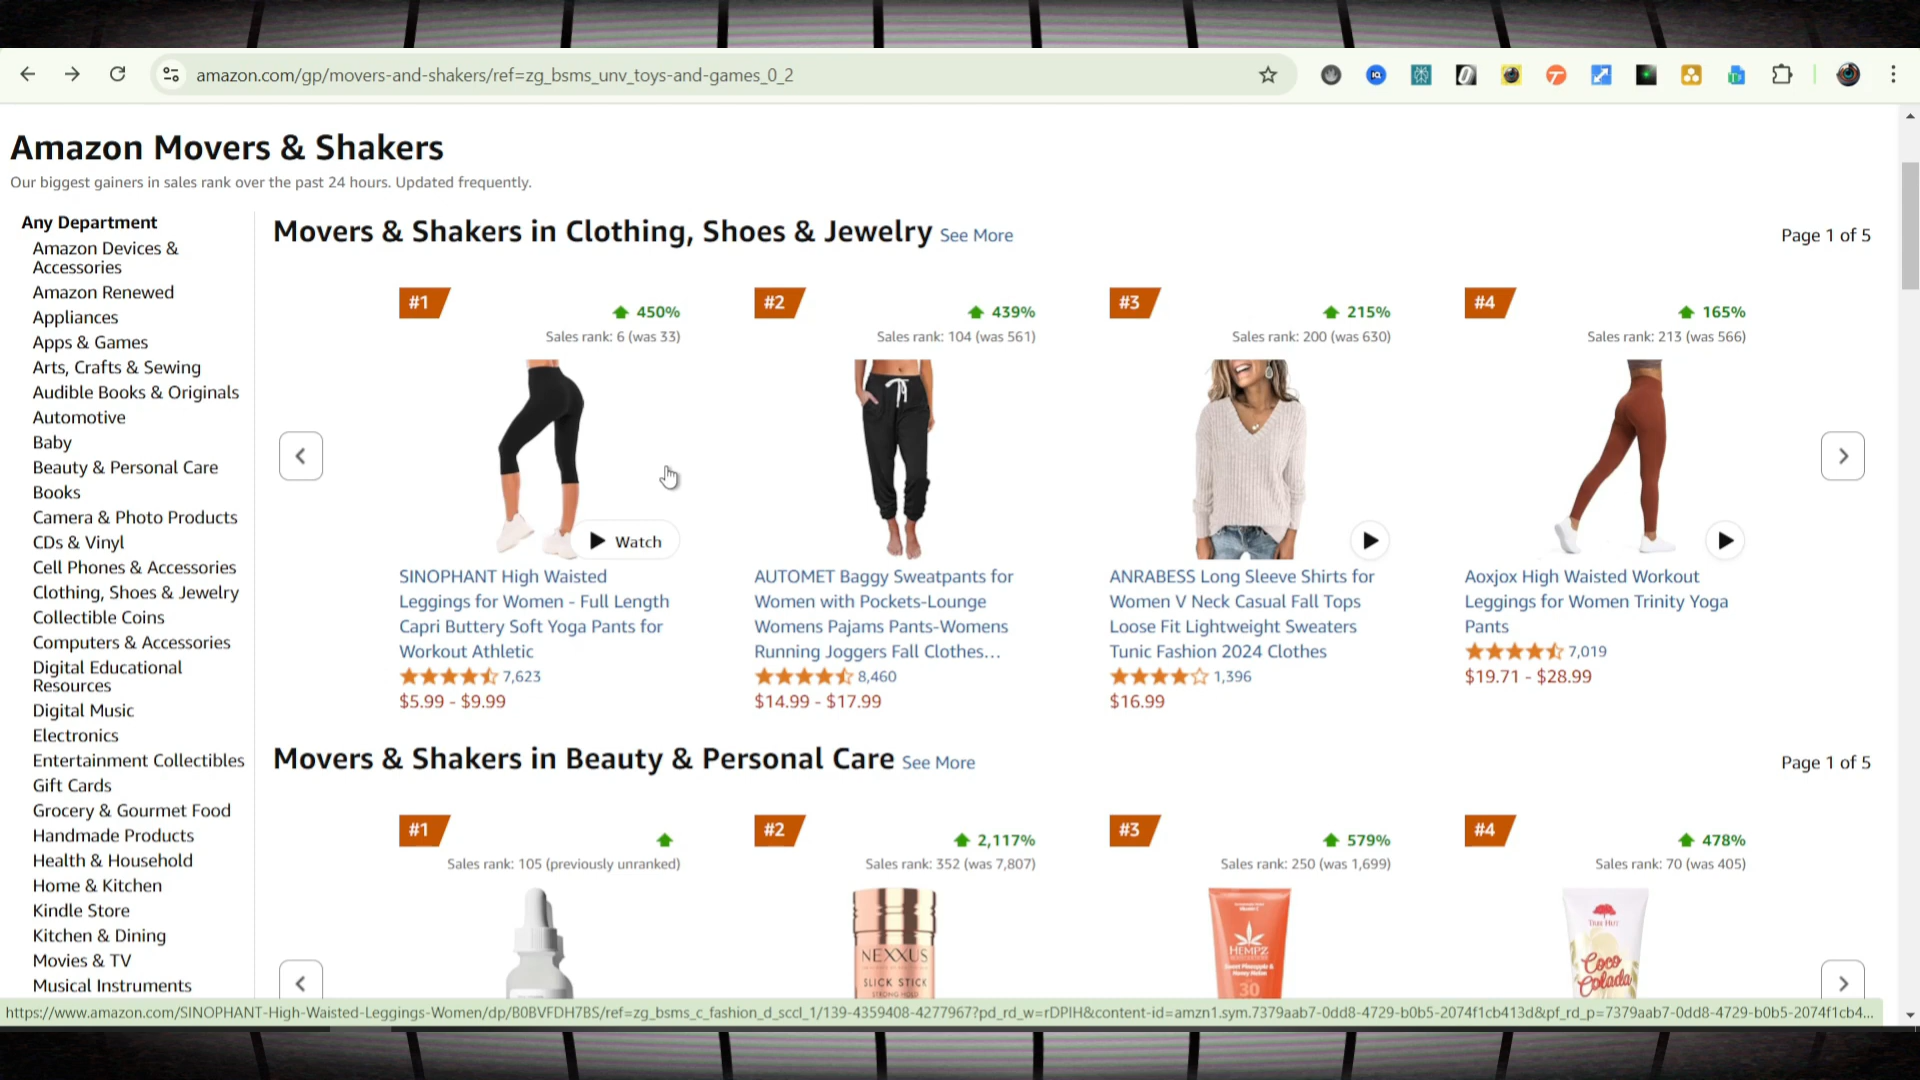 amazon.com/gp/movers-and-shakers/ref=zg_bsms_unv_toys-and-games_0_2
Amazon Movers & Shakers
Our biggest gainers in sales rank over the past 24 hours. Updated frequently.
Any Department
Amazon Devices &
Accessories
Amazon Renewed
Appliances
Apps & Games
Arts, Crafts & Sewing
Audible Books & Originals
Automotive
Baby
Beauty & Personal Care
Books
Camera & Photo Products
CDs & Vinyl
Cell Phones & Accessories
Clothing, Shoes & Jewelry
Collectible Coins
Computers & Accessories
Digital Educational
Resources
Digital Music
Electronics
Entertainment Collectibles
Gift Cards
Grocery & Gourmet Food
Handmade Products
Health & Household
Home & Kitchen
Kindle Store
Kitchen & Dining
Movies & TV
Musical Instruments
Movers & Shakers in Clothing, Shoes & Jewelry See More
Page 1 of 5
#1
450%
Sales rank: 6 (was 33)
Watch
SINOPHANT High Waisted
Leggings for Women - Full Length
Capri Buttery Soft Yoga Pants for
Workout Athletic
7,623
$5.99 - $9.99
#2
439%
Sales rank: 104 (was 561)
AUTOMET Baggy Sweatpants for
Women with Pockets-Lounge
Womens Pajams Pants-Womens
Running Joggers Fall Clothes...
8,460
$14.99 - $17.99
#3
215%
Sales rank: 200 (was 630)
ANRABESS Long Sleeve Shirts for
Women V Neck Casual Fall Tops
Loose Fit Lightweight Sweaters
Tunic Fashion 2024 Clothes
1,396
$16.99
#4
165%
Sales rank: 213 (was 566)
Aoxjox High Waisted Workout
Leggings for Women Trinity Yoga
Pants
7,019
$19.71 - $28.99
Movers & Shakers in Beauty & Personal Care See More
Page 1 of 5
#1
Sales rank: 105 (previously unranked)
#2
2,117%
Sales rank: 352 (was 7,807)
NEXXUS
SLICK STICK
STRONG HOLD
#3
579%
Sales rank: 250 (was 1,699)
HEMPZ
Sweet Pineapple &
Honey Melon
30
#4
478%
Sales rank: 70 (was 405)
TREE HUT
Coco
Colada
https://www.amazon.com/SINOPHANT-High-Waisted-Leggings-Women/dp/B0BVFDH7BS/ref=zg_bsms_c_fashion_d_sccl_1/139-4359408-4277967?pd_rd_w=rDPIH&content-id=amzn1.sym.7379aab7-0dd8-4729-b0b5-2074f1cb413d&pf_rd_p=7379aab7-0dd8-4729-b0b5-2074f1cb4...